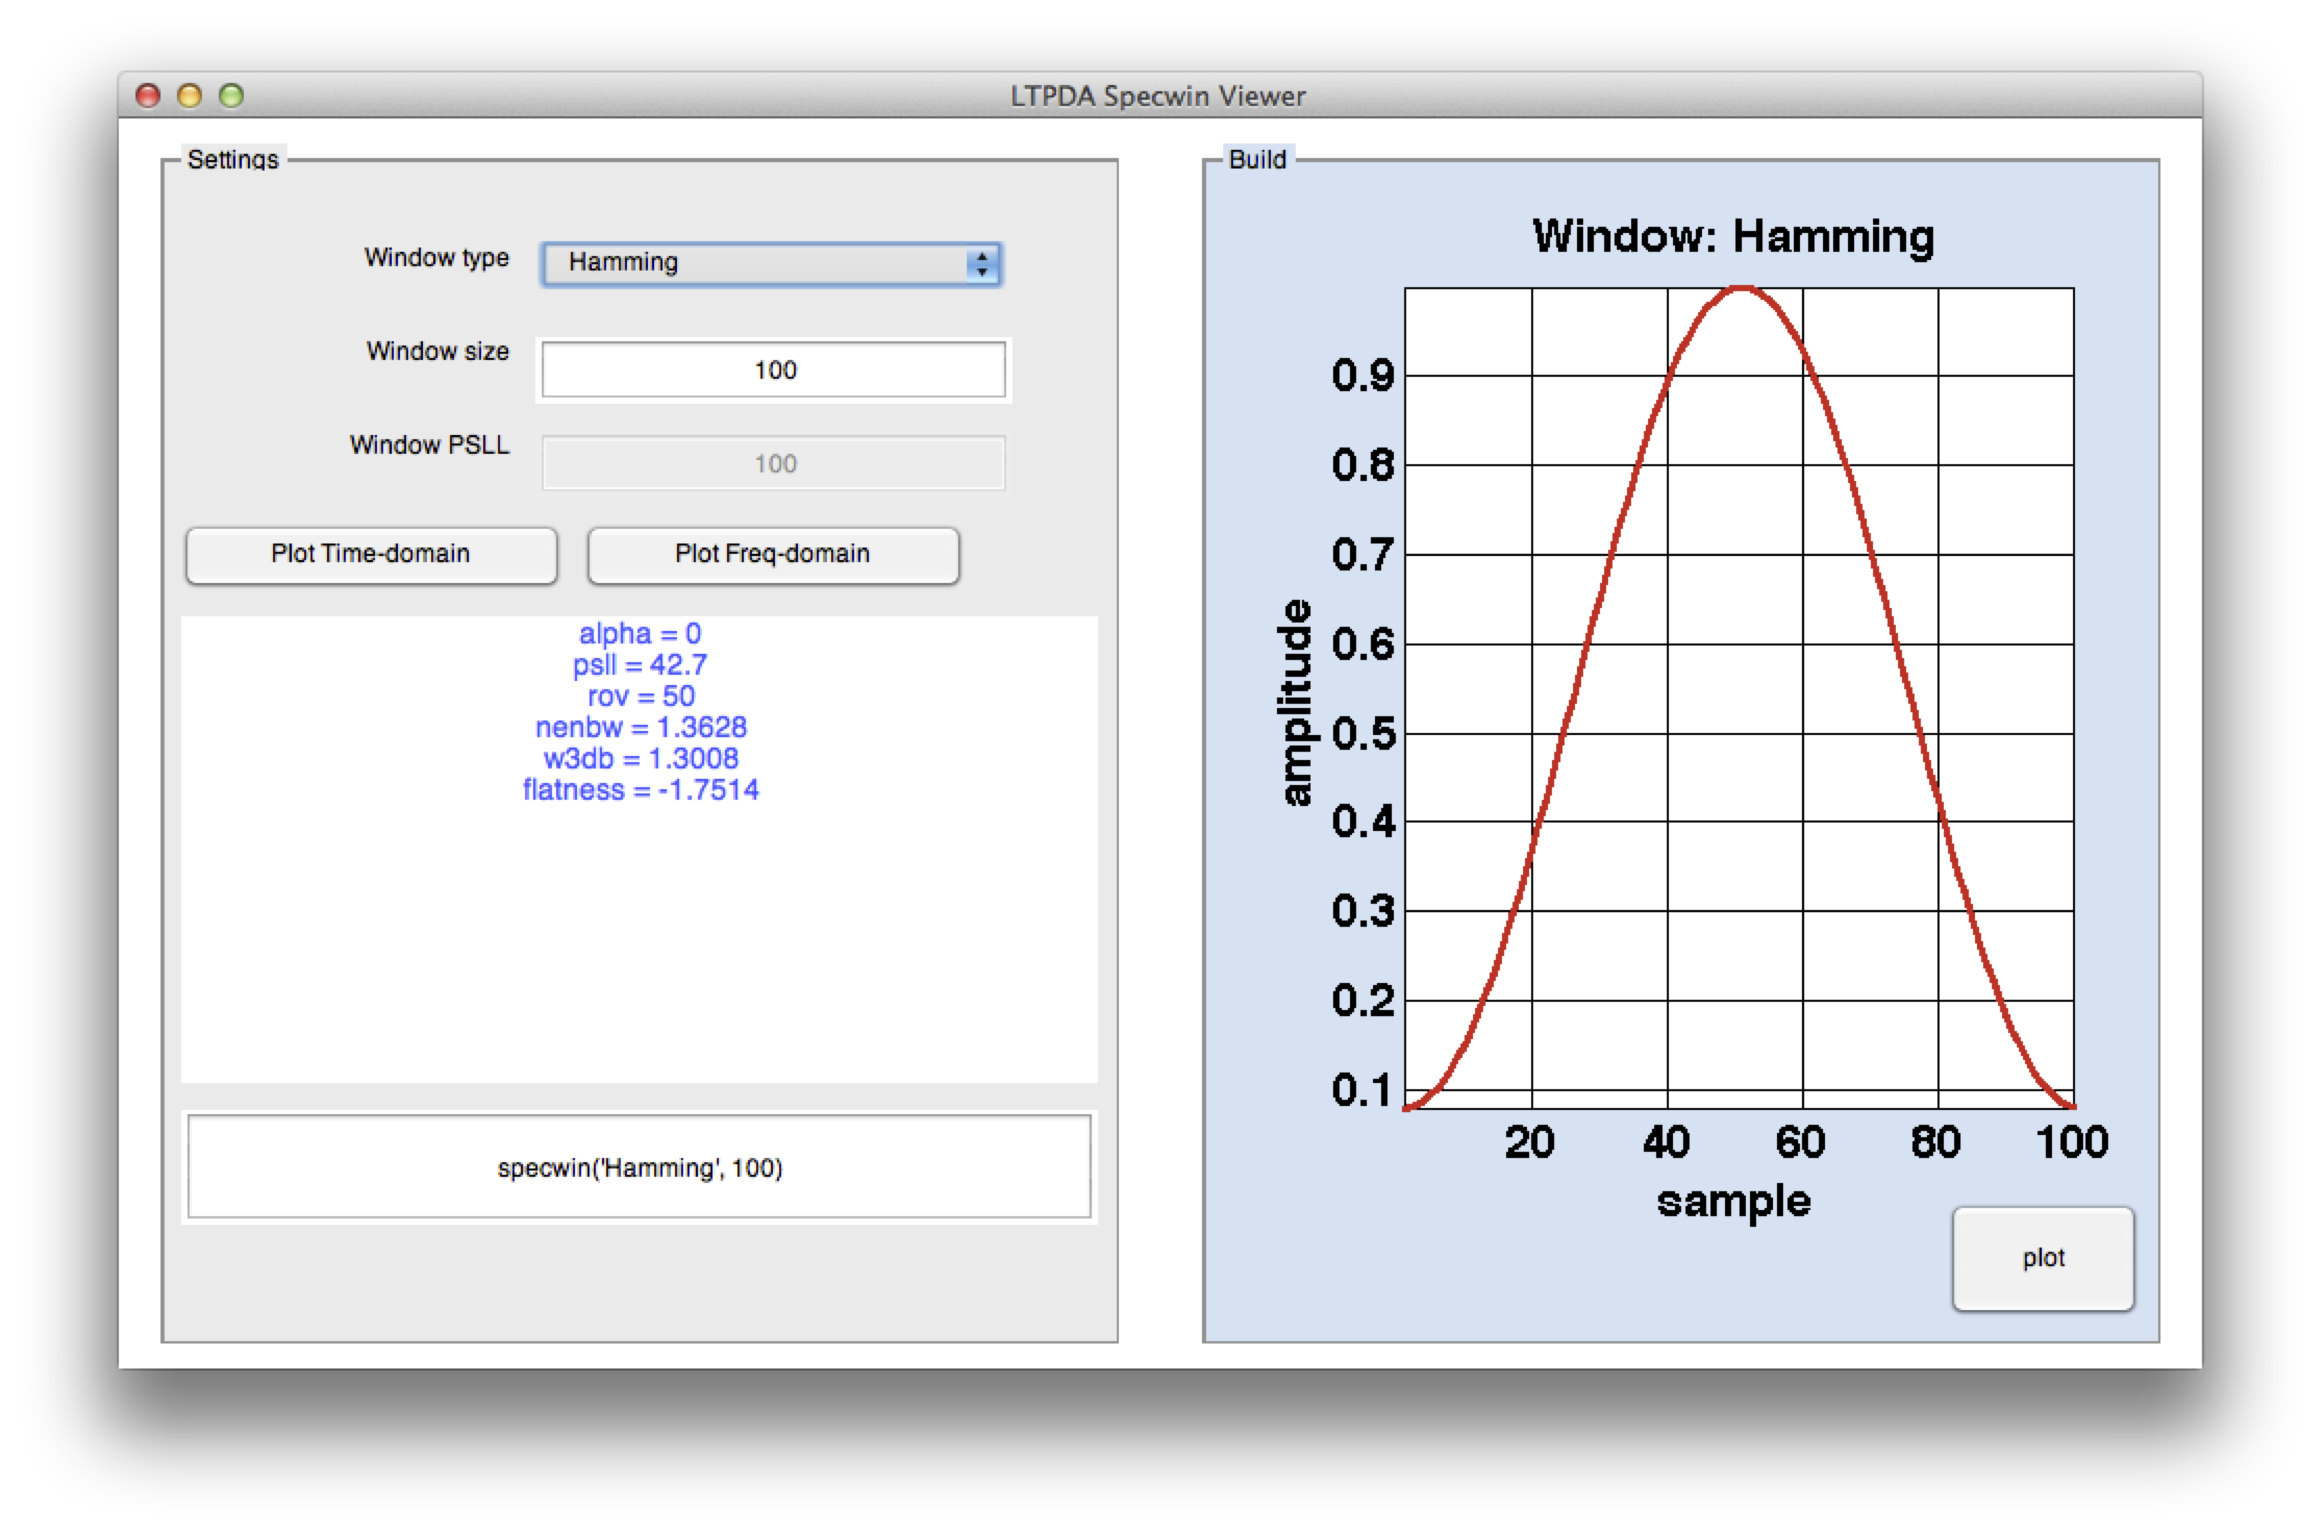 LTPDA Specwin Viewer
Settings
Window type
Hamming
Window size
100
Window PSLL
100
Plot Time-domain
Plot Freq-domain
alpha = 0
psll = 42.7
rov = 50
nenbw = 1.3628
w3db = 1.3008
flatness = -1.7514
specwin('Hamming', 100)
Build
Window: Hamming
0.9
0.8
0.7
0.6
0.5
0.4
0.3
0.2
0.1
amplitude
20 40 60 80 100
sample
plot